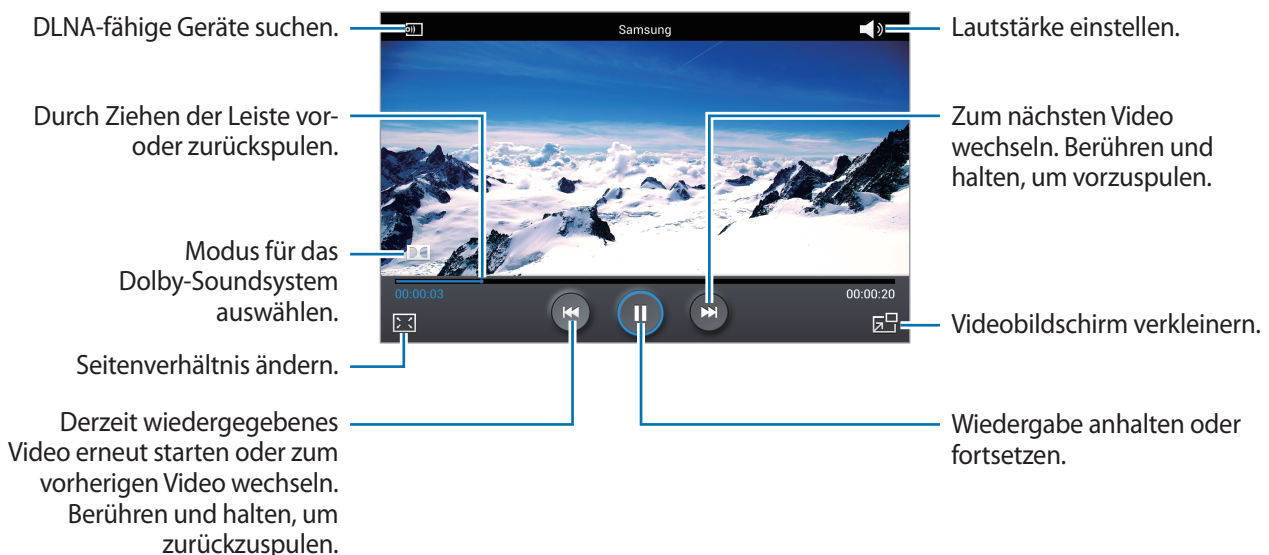 DLNA-fähige Geräte suchen.
Durch Ziehen der Leiste vor-
oder zurückspulen.
Modus für das
Dolby-Soundsystem
auswählen.
Seitenverhältnis ändern.
Derzeit wiedergegebenes
Video erneut starten oder zum
vorherigen Video wechseln.
Berühren und halten, um
zurückzuspulen.
Samsung
00:00:03
00:00:20
Lautstärke einstellen.
Zum nächsten Video
wechseln. Berühren und
halten, um vorzuspulen.
Videobildschirm verkleinern.
Wiedergabe anhalten oder
fortsetzen.